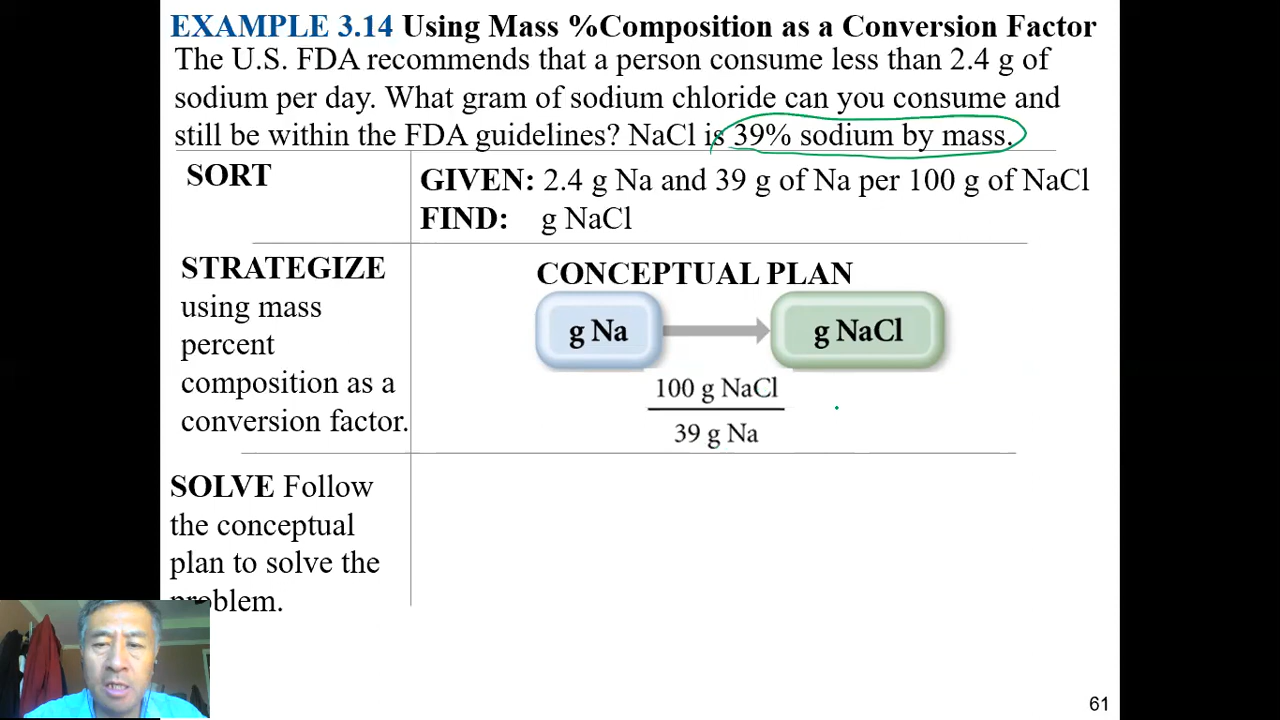 EXAMPLE 3.14 Using Mass %Composition as a Conversion Factor
The U.S. FDA recommends that a person consume less than 2.4 g of
sodium per day. What gram of sodium chloride can you consume and
still be within the FDA guidelines? NaCl is 39% sodium by mass.
SORT
GIVEN: 2.4 g Na and 39 g of Na per 100 g of NaCl
FIND: g NaCl
STRATEGIZE
using mass
percent
composition as a
conversion factor.
CONCEPTUAL PLAN
g Na
g NaCl
100 g NaCl
39 g Na
SOLVE Follow
the conceptual
plan to solve the
problem.
61